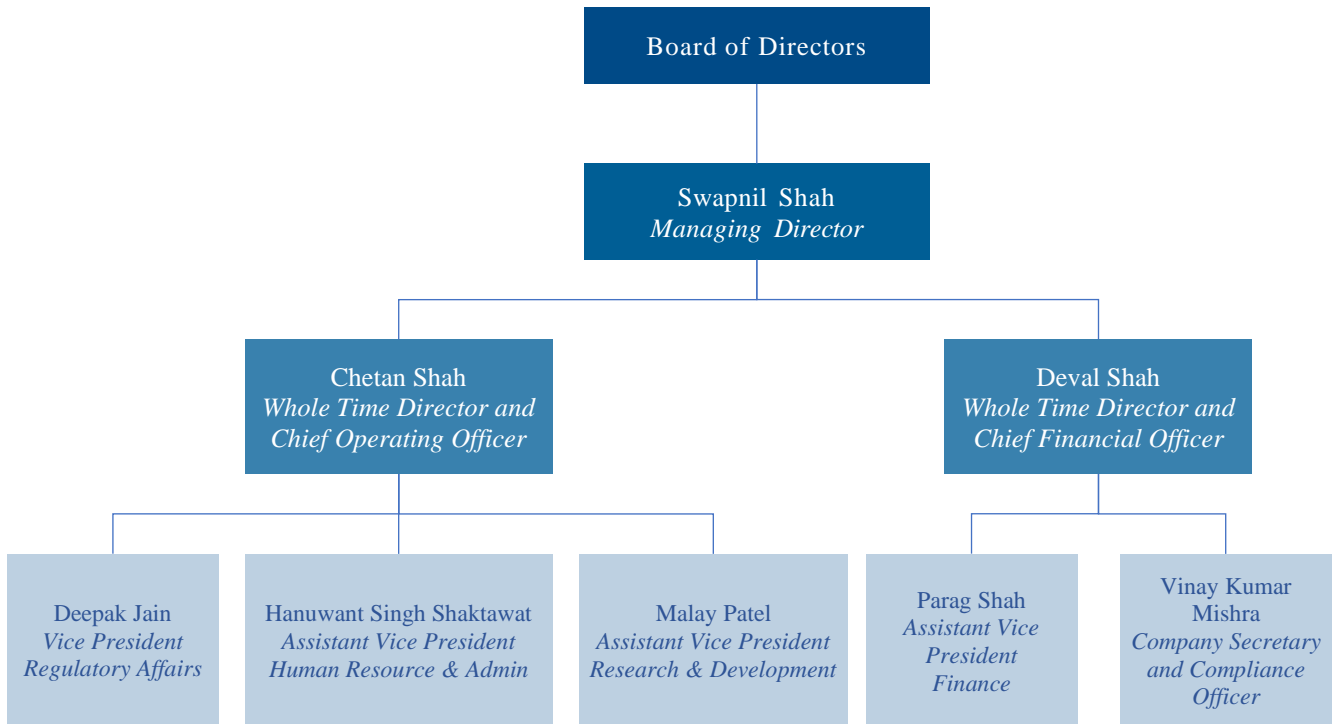 Board of Directors
Swapnil Shah
Managing Director
Chetan Shah
Whole Time Director and
Chief Operating Officer
Deval Shah
Whole Time Director and
Chief Financial Officer
Deepak Jain
Vice President
Regulatory Affairs
Hanuwant Singh Shaktawat
Assistant Vice President
Human Resource & Admin
Malay Patel
Assistant Vice President
Research & Development
Parag Shah
Assistant Vice
President
Finance
Vinay Kumar
Mishra
Company Secretary
and Compliance
Officer